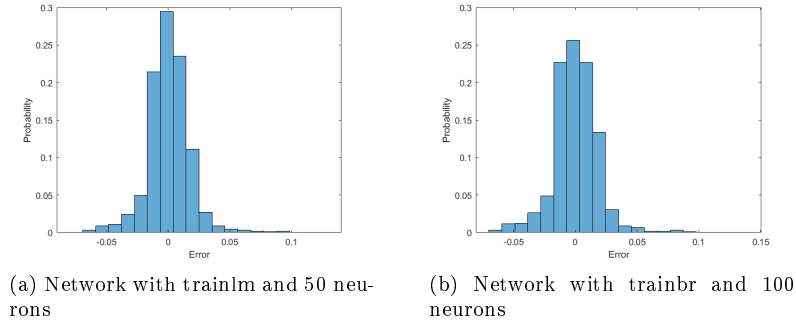 0.3
0.25
0.2
0.15
0.1
0.05
0
Probability
-0.05
0
0.05
0.1
Error
0.3
0.25
0.2
0.15
0.1
0.05
0
Probability
-0.05
0
0.05
0.1
0.15
Error
(a) Network with trainlm and 50 neu-
rons
(b) Network with trainbr and 100
neurons